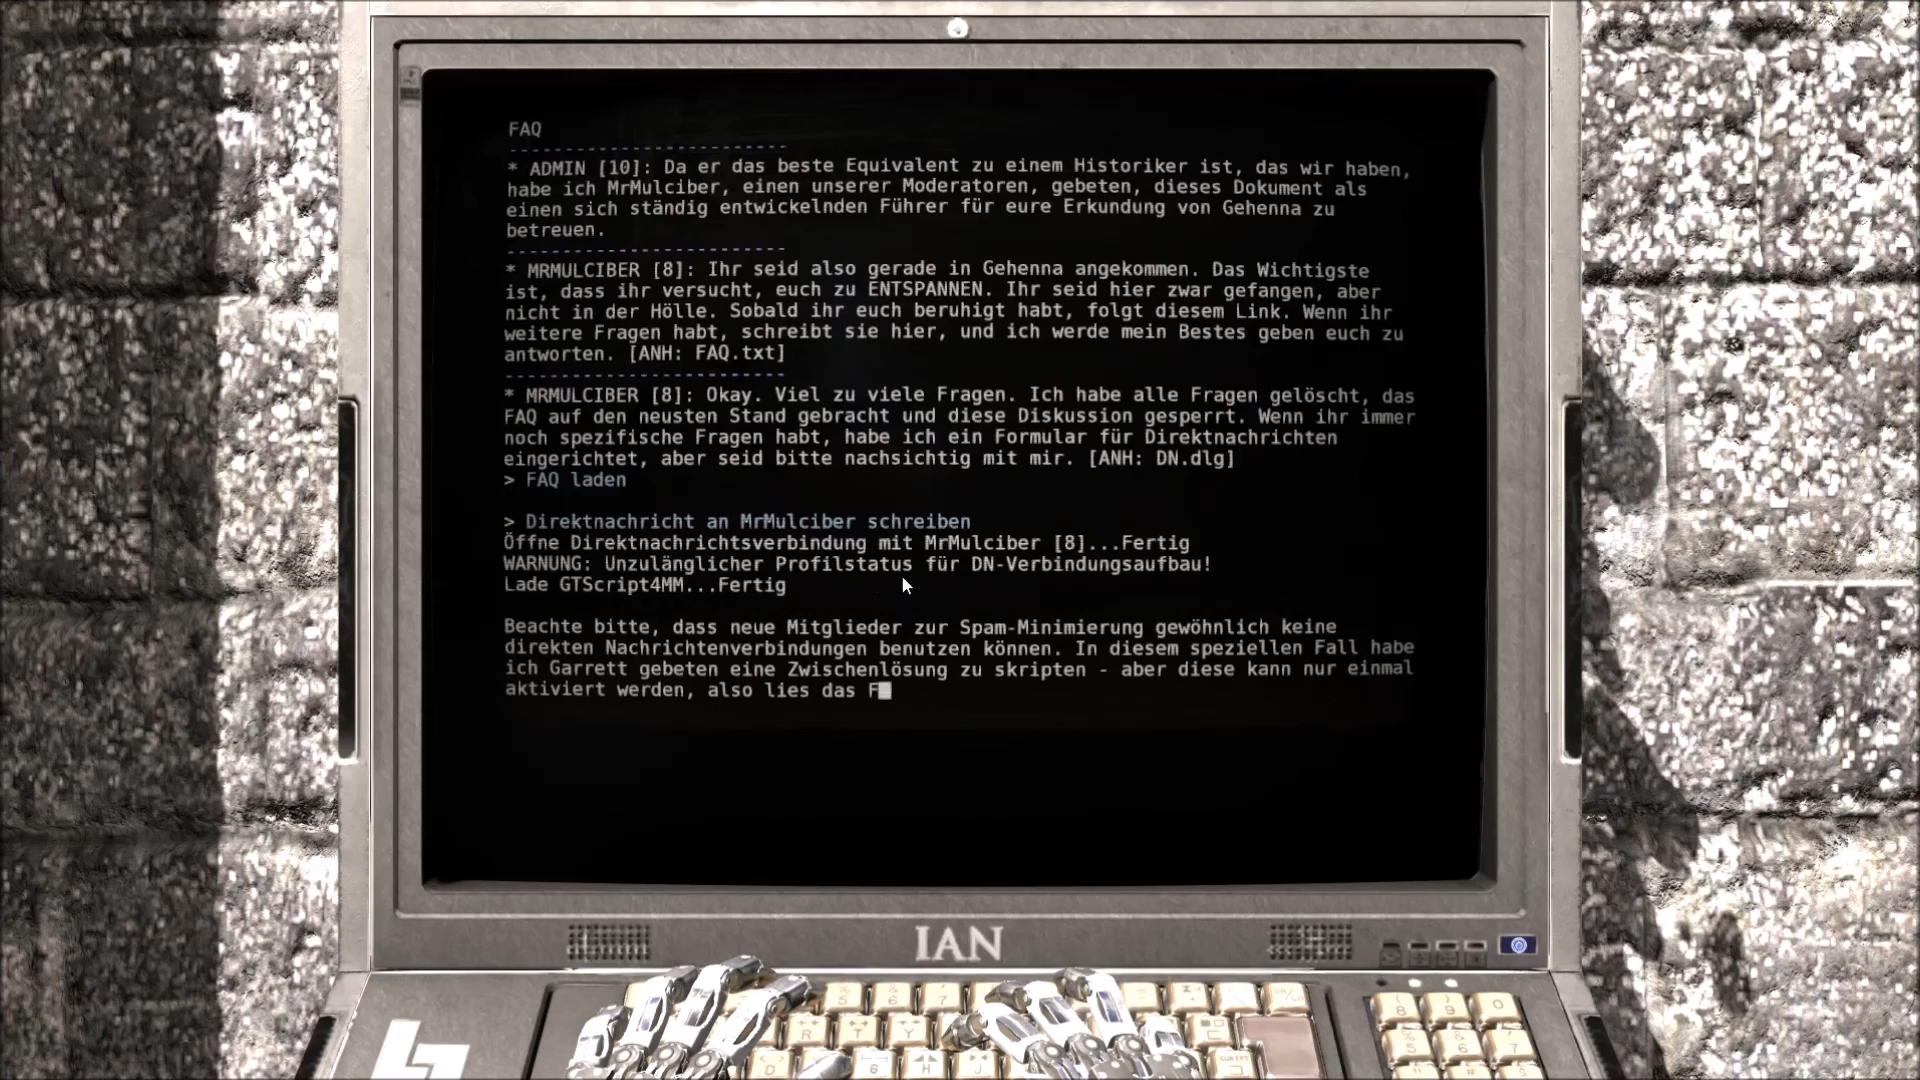 FAQ
-------------------------
* ADMIN [10]: Da er das beste Equivalent zu einem Historiker ist, das wir haben,
habe ich MrMulciber, einen unserer Moderatoren, gebeten, dieses Dokument als
einen sich ständig entwickelnden Führer für eure Erkundung von Gehenna zu
betreuen.
-------------------------
* MRMULCIBER [8]: Ihr seid also gerade in Gehenna angekommen. Das Wichtigste
ist, dass ihr versucht, euch zu ENTSPANNEN. Ihr seid hier zwar gefangen, aber
nicht in der Hölle. Sobald ihr euch beruhigt habt, folgt diesem Link. Wenn ihr
weitere Fragen habt, schreibt sie hier, und ich werde mein Bestes geben euch zu
antworten. [ANH: FAQ.txt]
-------------------------
* MRMULCIBER [8]: Okay. Viel zu viele Fragen. Ich habe alle Fragen gelöscht, das
FAQ auf den neusten Stand gebracht und diese Diskussion gesperrt. Wenn ihr immer
noch spezifische Fragen habt, habe ich ein Formular für Direktnachrichten
eingerichtet, aber seid bitte nachsichtig mit mir. [ANH: DN.dlg]
> FAQ laden
> Direktnachricht an MrMulciber schreiben
Öffne Direktnachrichtsverbindung mit MrMulciber [8]...Fertig
WARNUNG: Unzulänglicher Profilstatus für DN-Verbindungsaufbau!
Lade GTScript4MM...Fertig
Beachte bitte, dass neue Mitglieder zur Spam-Minimierung gewöhnlich keine
direkten Nachrichtenverbindungen benutzen können. In diesem speziellen Fall habe
ich Garrett gebeten eine Zwischenlösung zu skripten - aber diese kann nur einmal
aktiviert werden, also lies das F
IAN